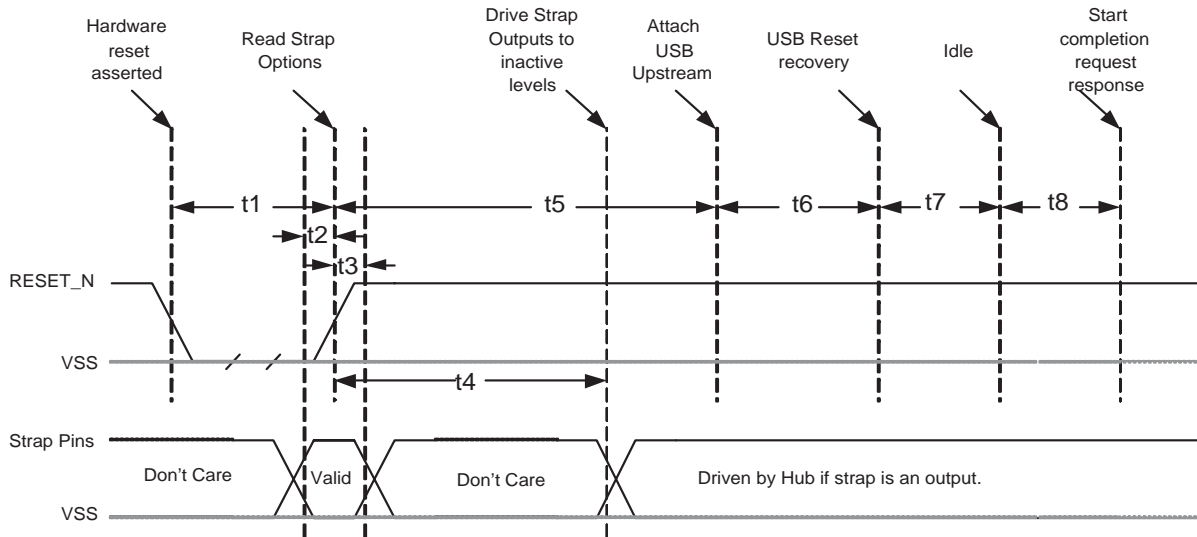 Hardware
reset
asserted
Read Strap
Options
Drive Strap
Outputs to
inactive
levels
Attach
USB
Upstream
USB Reset
recovery
Idle
Start
completion
request
response
t1
t5
t6
t7
t8
t2
t3
RESET_N
VSS
t4
Strap Pins
Don't Care
Valid
Don't Care
Driven by Hub if strap is an output.
VSS